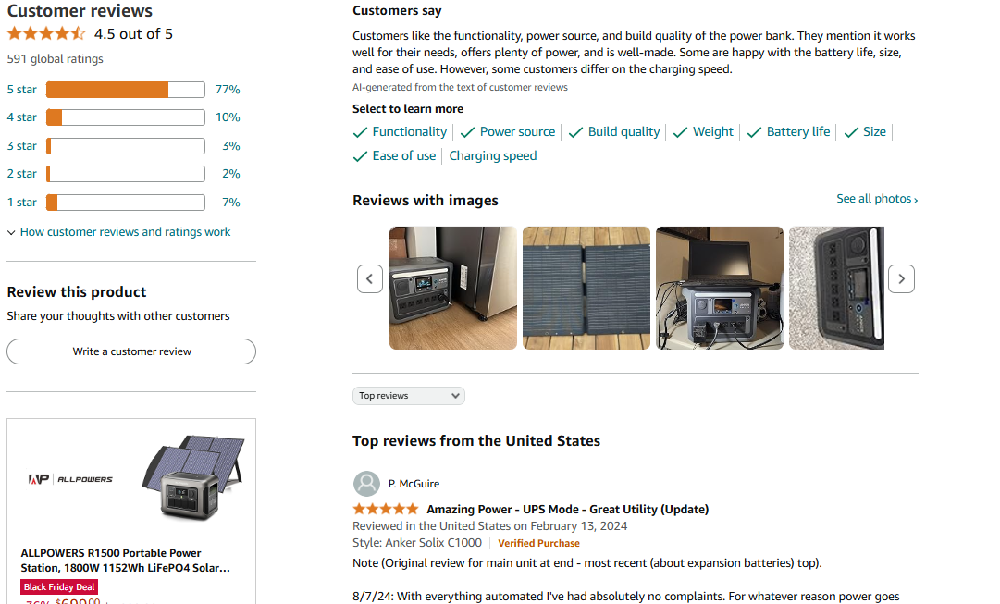 Customer reviews
4.5 out of 5
591 global ratings
5 star 77%
4 star 10%
3 star 3%
2 star 2%
1 star 7%
How customer reviews and ratings work
Review this product
Share your thoughts with other customers
Write a customer review
ALLPOWERS
ALLPOWERS R1500 Portable Power
Station, 1800W 1152Wh LiFePO4 Solar...
Black Friday Deal
Customers say
Customers like the functionality, power source, and build quality of the power bank. They mention it works
well for their needs, offers plenty of power, and is well-made. Some are happy with the battery life, size,
and ease of use. However, some customers differ on the charging speed.
AI-generated from the text of customer reviews
Select to learn more
Functionality Power source Build quality Weight Battery life Size
Ease of use Charging speed
Reviews with images
See all photos ›
Top reviews
Top reviews from the United States
P. McGuire
Amazing Power - UPS Mode - Great Utility (Update)
Reviewed in the United States on February 13, 2024
Style: Anker Solix C1000 Verified Purchase
Note (Original review for main unit at end - most recent (about expansion batteries) top).
8/7/24: With everything automated I've had absolutely no complaints. For whatever reason power goes